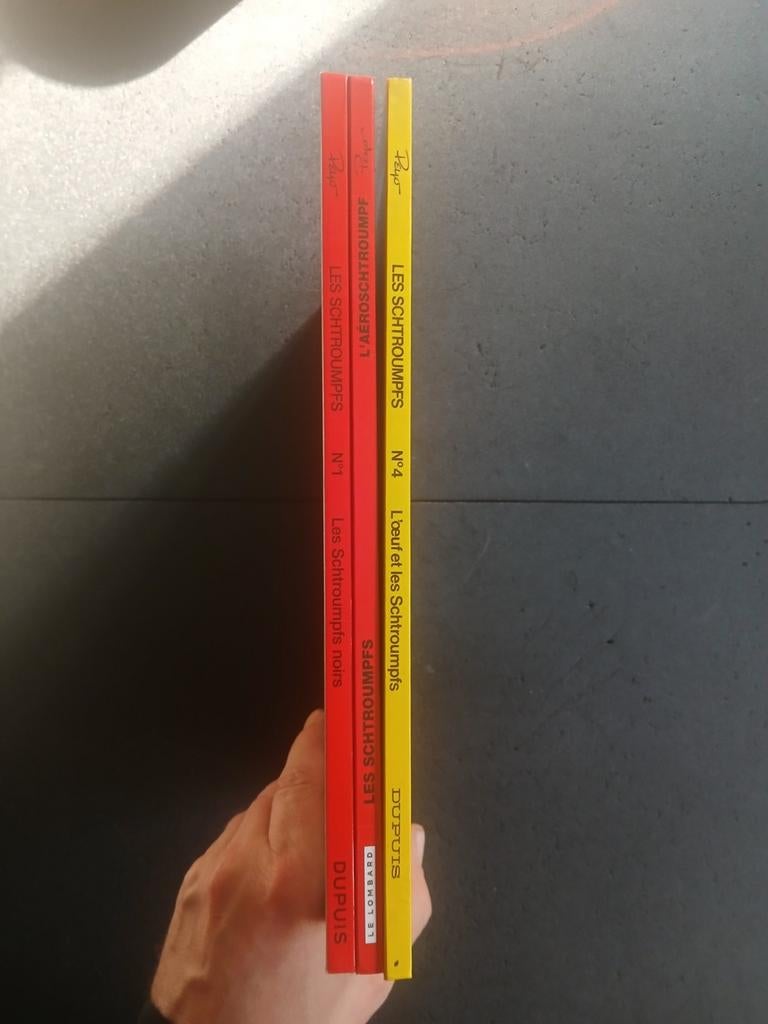 Peyo LES SCHTROUMPFS N°1 Les Schtroumpfs noirs DUPUIS
LE LOMBARD LES SCHTROUMPFS L'AÉROSCHTROUMPF Peyo
Peyo LES SCHTROUMPFS N°4 L'œuf et les Schtroumpfs DUPUIS